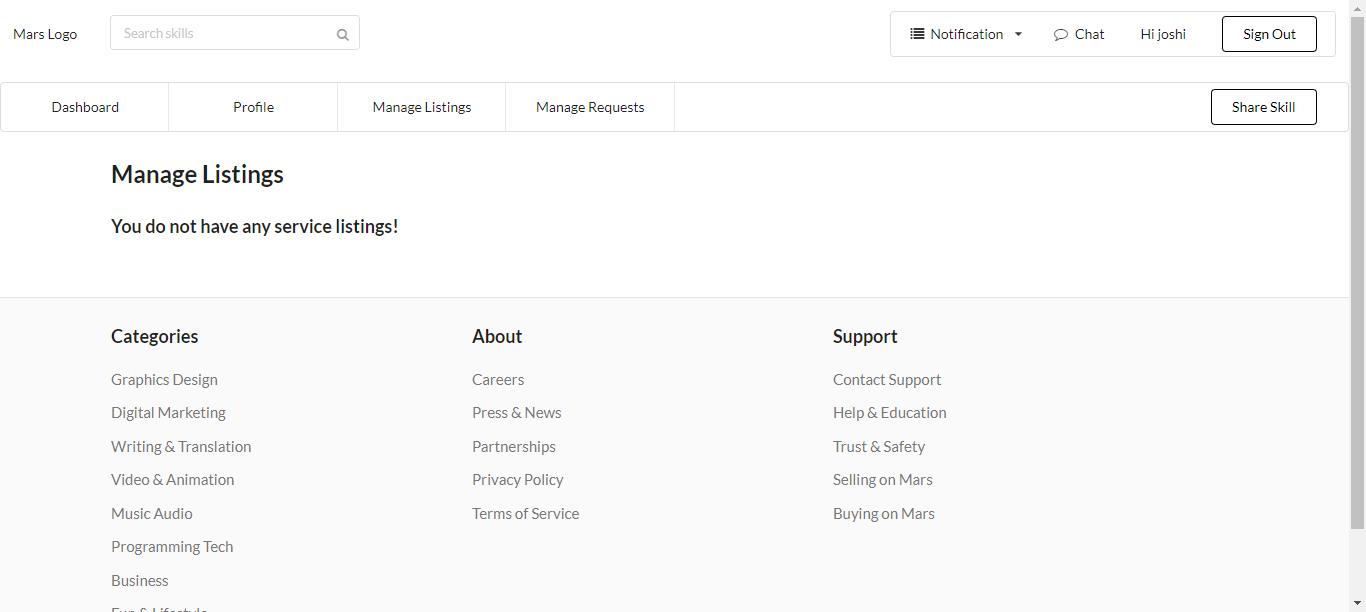 Mars Logo
Search skills
Notification
Chat
Hi joshi
Sign Out
Dashboard
Profile
Manage Listings
Manage Requests
Share Skill
Manage Listings
You do not have any service listings!
Categories
Graphics Design
Digital Marketing
Writing & Translation
Video & Animation
Music Audio
Programming Tech
Business
About
Careers
Press & News
Partnerships
Privacy Policy
Terms of Service
Support
Contact Support
Help & Education
Trust & Safety
Selling on Mars
Buying on Mars